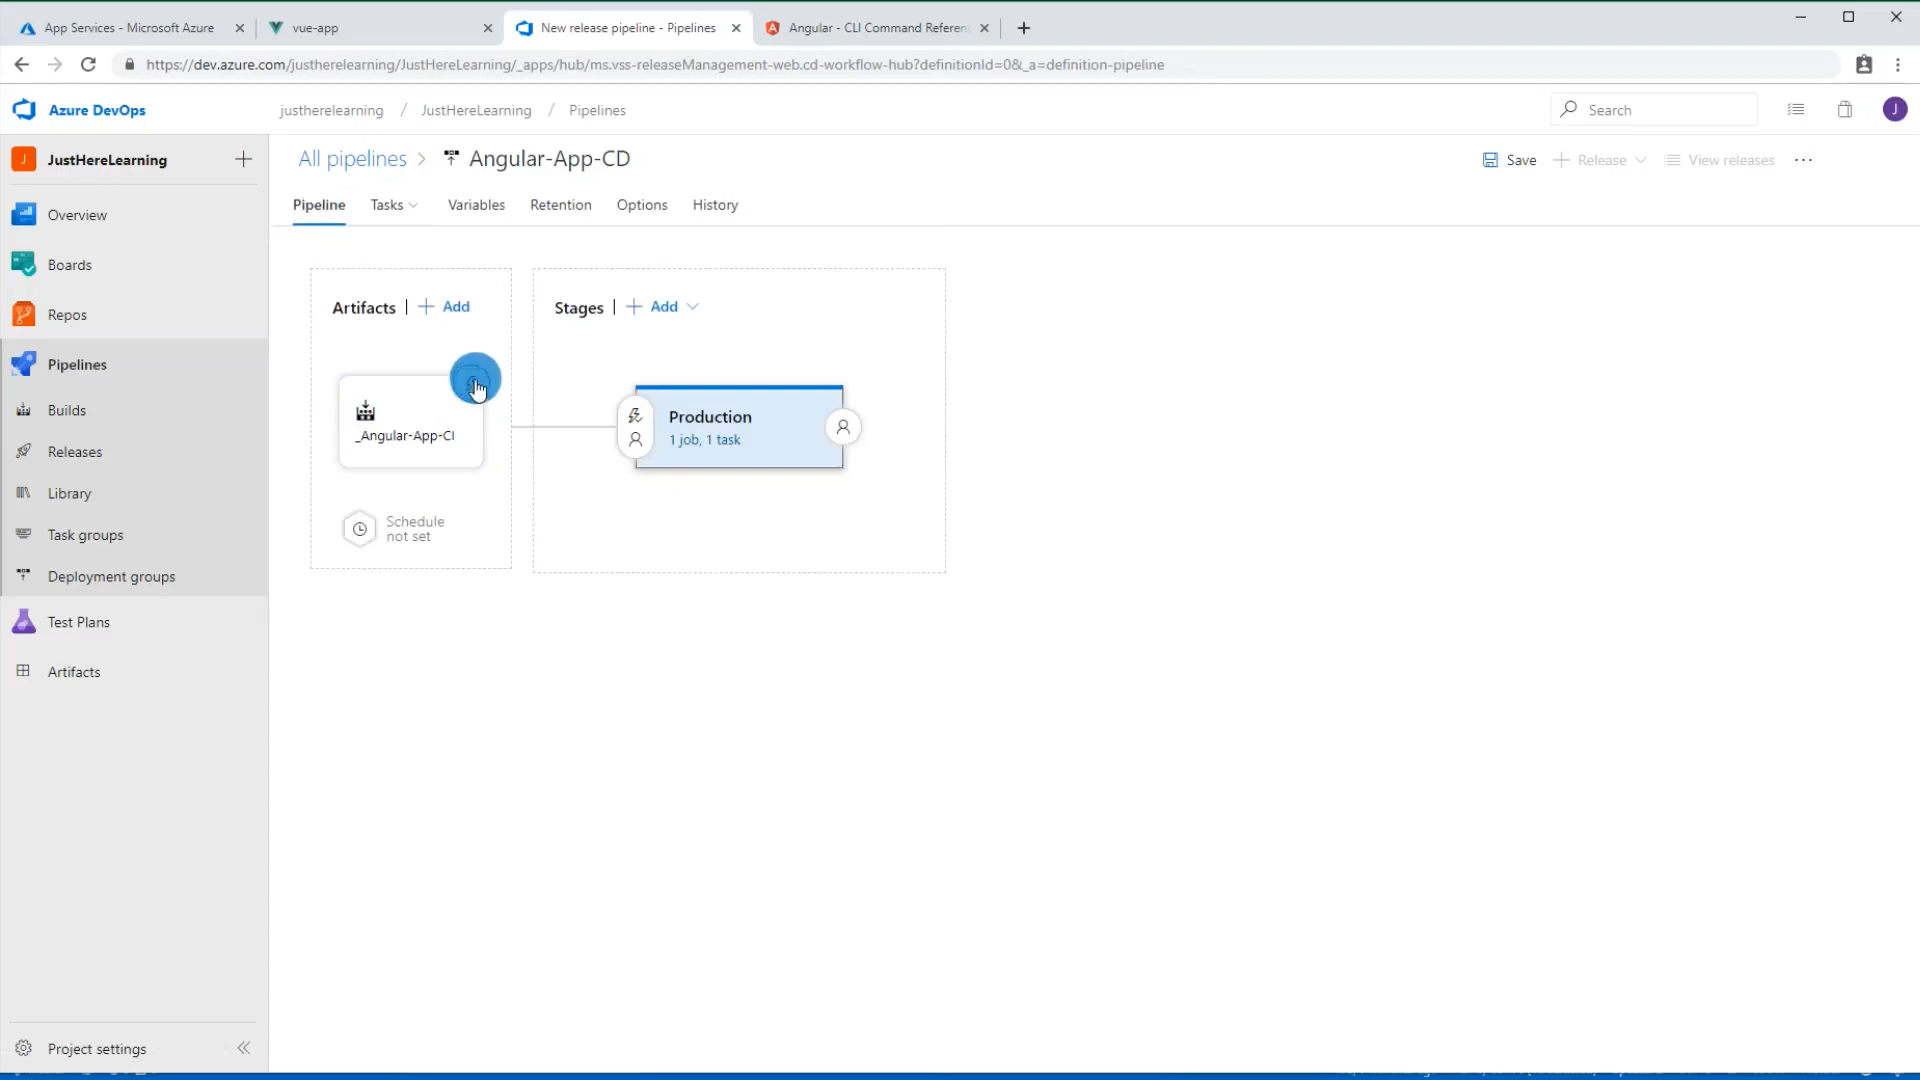 App Services - Microsoft Azure
vue-app
New release pipeline - Pipelines
Angular - CLI Command Referen
https://dev.azure.com/justherelearning/JustHereLearning/_apps/hub/ms.vss-releaseManagement-web.cd-workflow-hub?definitionId=0&_a=definition-pipeline
Azure DevOps
justherelearning / JustHereLearning / Pipelines
Search
J
J
JustHereLearning
All pipelines > Angular-App-CD
Save
Release
View releases
Pipeline
Tasks
Variables
Retention
Options
History
Overview
Boards
Repos
Pipelines
Builds
Releases
Library
Task groups
Deployment groups
Test Plans
Artifacts
Project settings
Artifacts | + Add
Stages | + Add
_Angular-App-CI
Schedule
not set
Production
1 job, 1 task